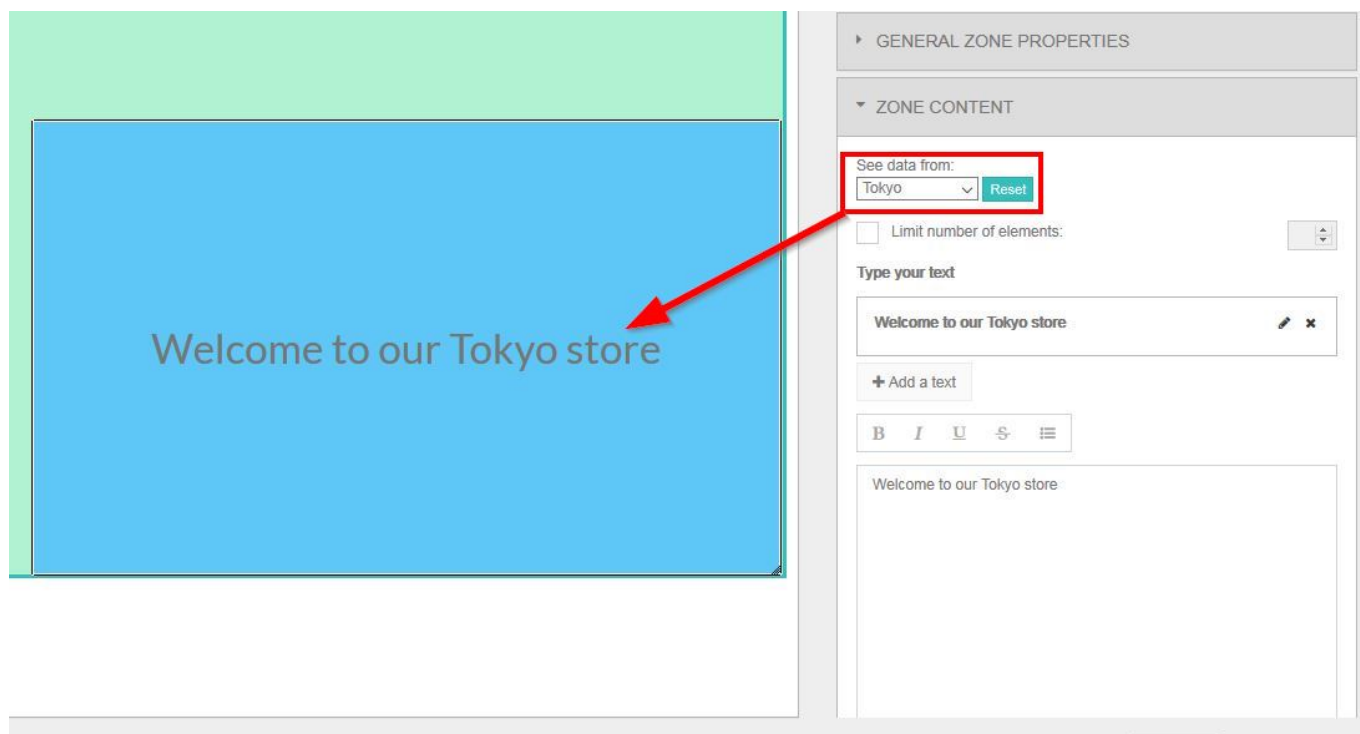 GENERAL ZONE PROPERTIES
ZONE CONTENT
See data from:
Tokyo Reset
Limit number of elements:
Type your text
Welcome to our Tokyo store
Welcome to our Tokyo store
+ Add a text
B I U S
Welcome to our Tokyo store